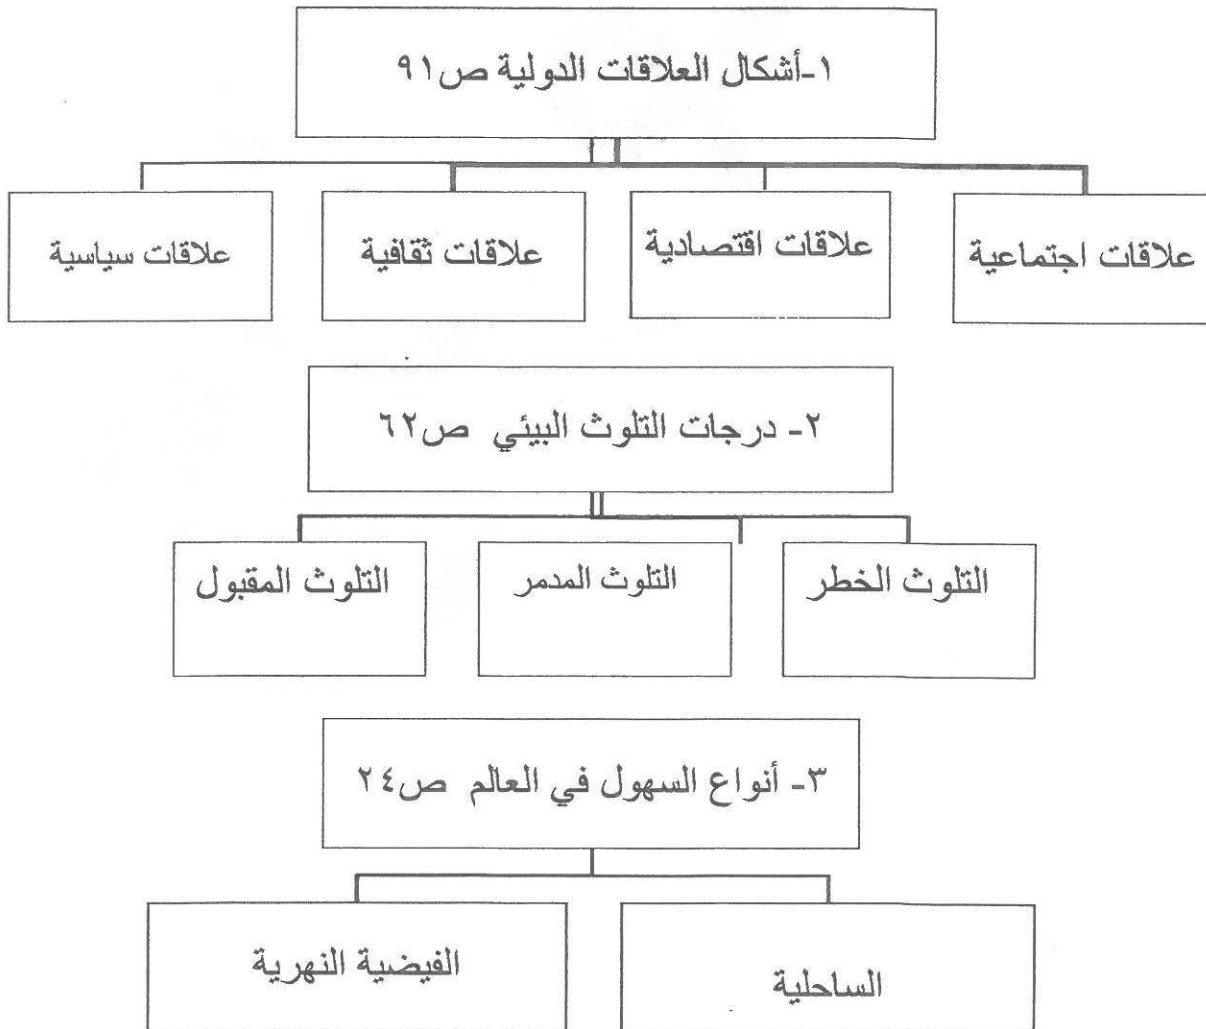 ١-أشكال العلاقات الدولية ص٩١
علاقات اجتماعية
علاقات اقتصادية
علاقات ثقافية
علاقات سياسية
٢- درجات التلوث البيئي ص٦٢
التلوث الخطر
التلوث المدمر
التلوث المقبول
٣- أنواع السهول في العالم ص٢٤
الساحلية
الفيضية النهرية